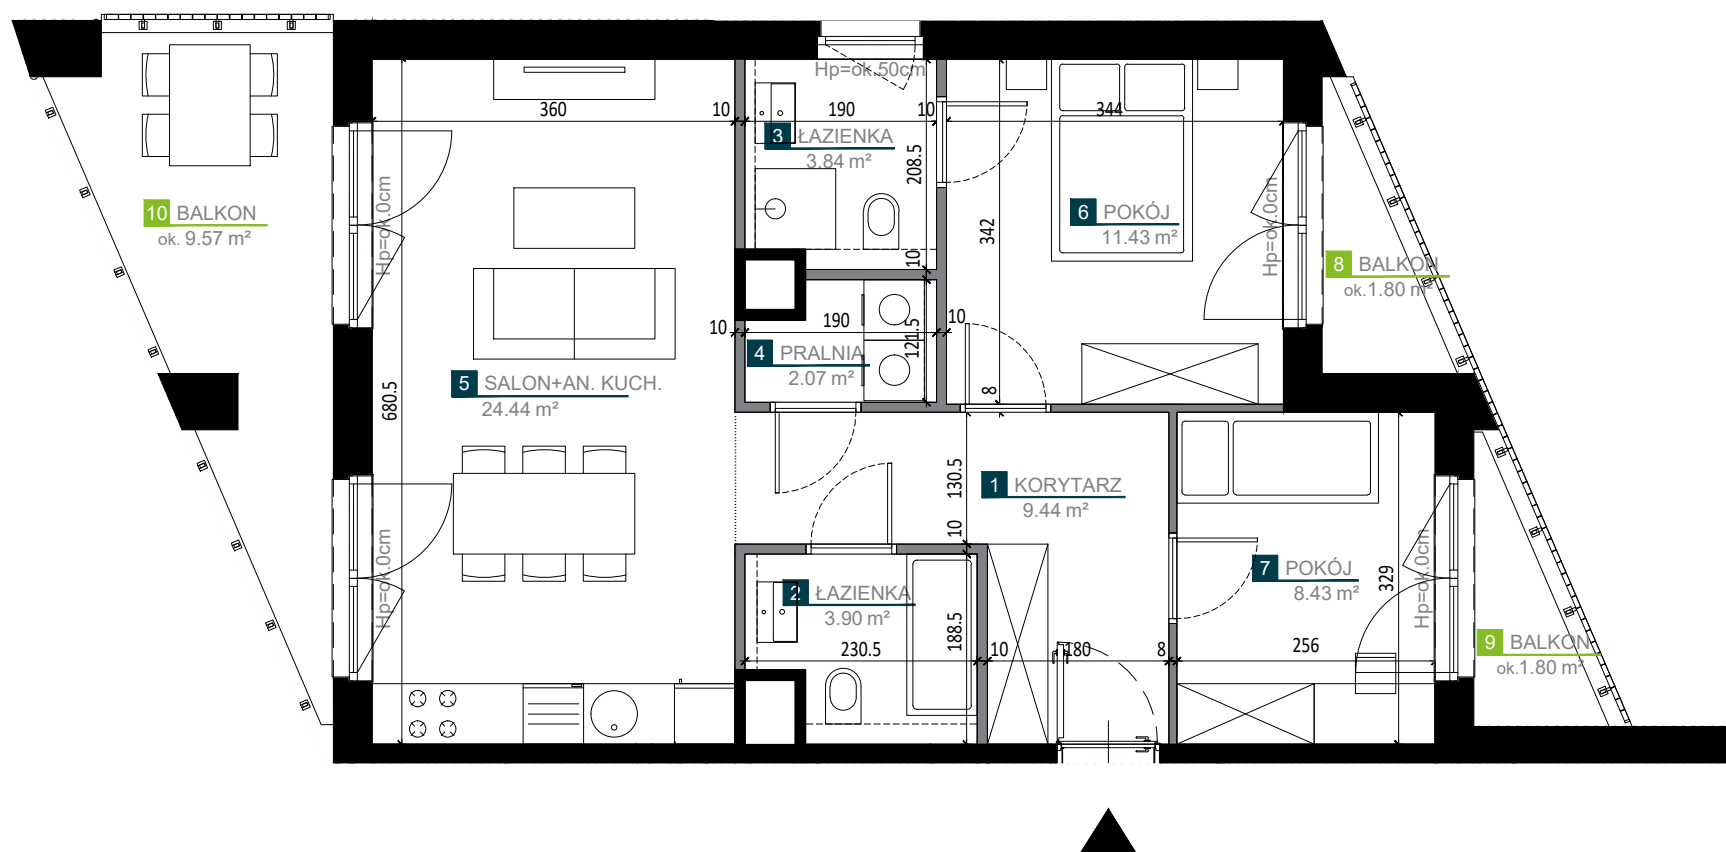 Hp=ok.50cm
360
10
190
10
344
3 ŁAZIENKA
3.84 m²
208.5
10 BALKON
ok. 9.57 m²
Hp=ok.0cm
6 POKÓJ
11.43 m²
342
Hp=ok.0cm
8 BALKON
ok.1.80 m²
10
10
190
10
121.5
4 PRALNIA
2.07 m²
5 SALON+AN. KUCH.
24.44 m²
680.5
8
130.5
1 KORYTARZ
9.44 m²
10
Hp=ok.0cm
2 ŁAZIENKA
3.90 m²
188.5
7 POKÓJ
8.43 m²
329
Hp=ok.0cm
230.5
10
180
8
256
9 BALKON
ok.1.80 m²